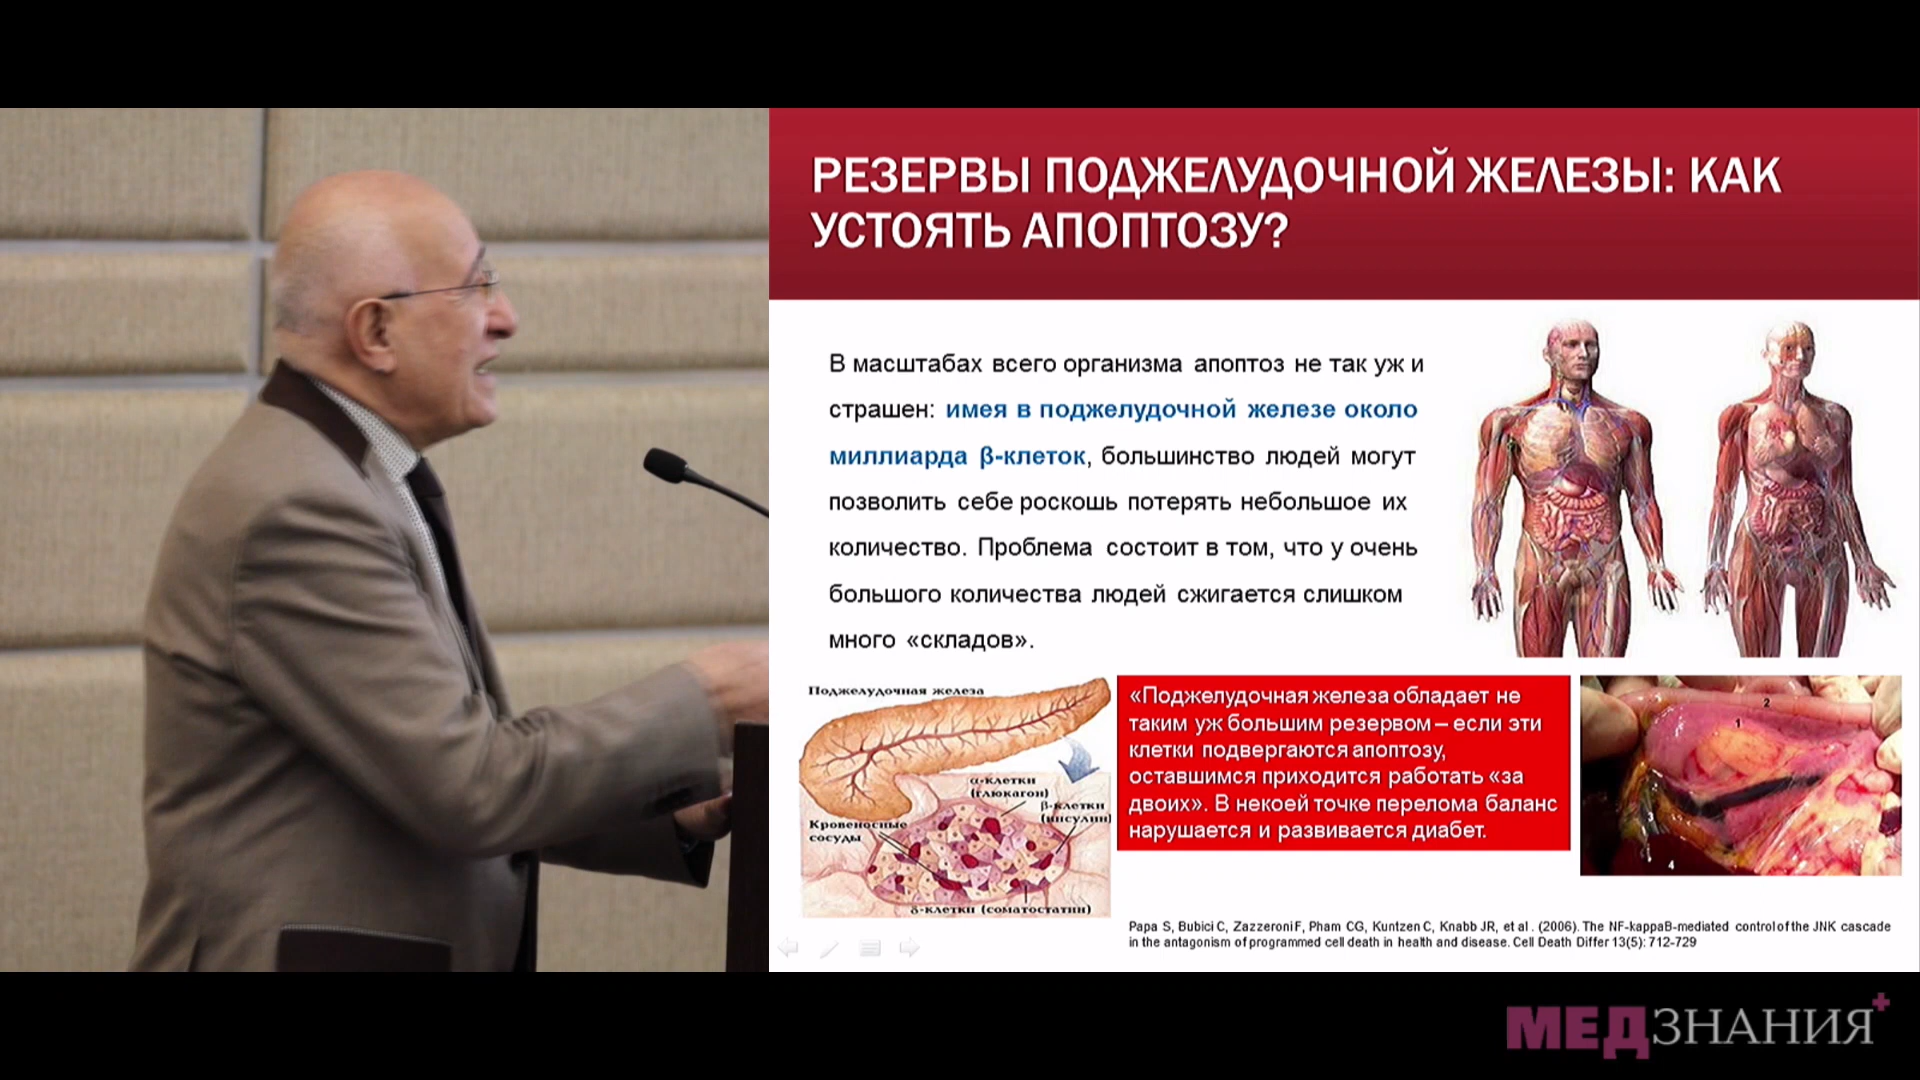 РЕЗЕРВЫ ПОДЖЕЛУДОЧНОЙ ЖЕЛЕЗЫ: КАК
УСТОЯТЬ АПОПТОЗУ?
В масштабах всего организма апоптоз не так уж и
страшен: имея в поджелудочной железе около
миллиарда β-клеток, большинство людей могут
позволить себе роскошь потерять небольшое их
количество. Проблема состоит в том, что у очень
большого количества людей сжигается слишком
много «складов».
Поджелудочная железа
α-клетки
(глюкагон)
β-клетки
(инсулин)
Кровеносные
сосуды
δ-клетки (соматостатин)
«Поджелудочная железа обладает не
таким уж большим резервом – если эти
клетки подвергаются апоптозу,
оставшимся приходится работать «за
двоих». В некоей точке перелома баланс
нарушается и развивается диабет.
2
1
3
4
Papa S, Bubici C, Zazzeroni F, Pham CG, Kuntzen C, Knabb JR, et al . (2006). The NF-kappaB-mediated control of the JNK cascade
in the antagonism of programmed cell death in health and disease. Cell Death Differ 13(5): 712-729
МЕДЗНАНИЯ+